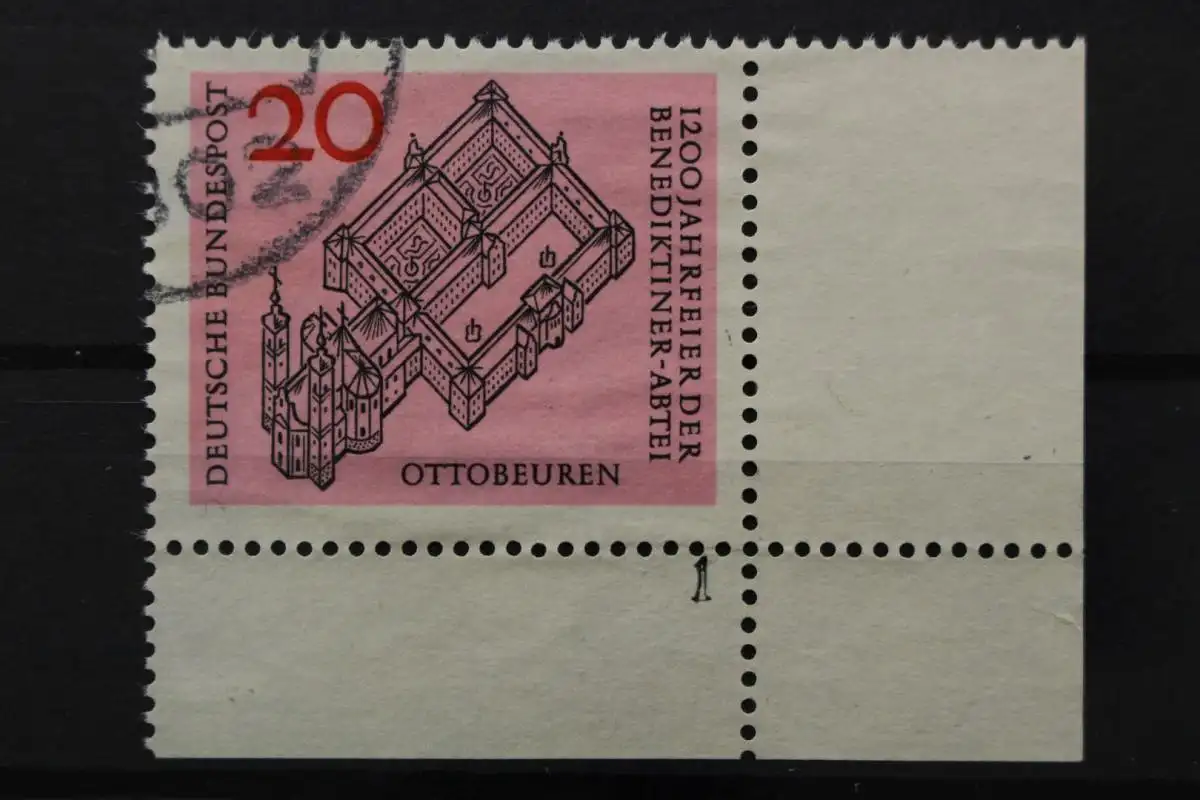 DEUTSCHE BUNDESPOST
20
1200 JAHRFEIER DER
BENEDIKTINER-ABTEI
OTTOBEUREN
1